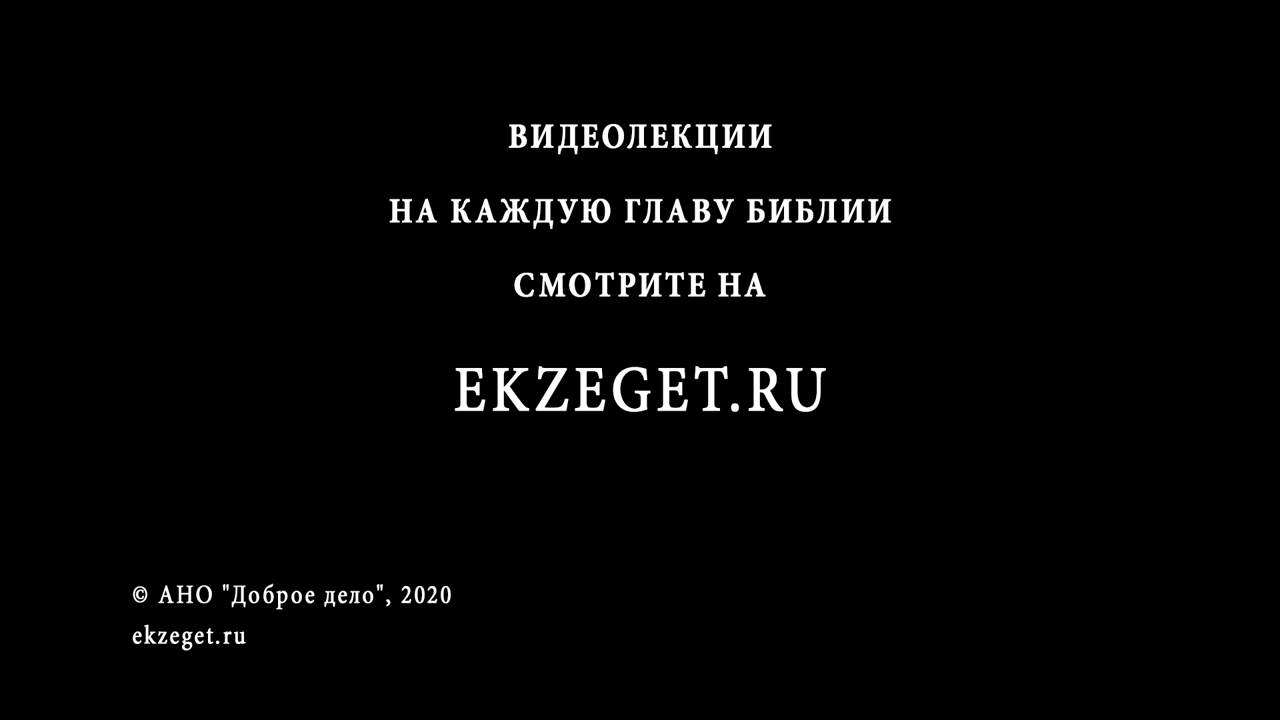 ВИДЕОЛЕКЦИИ
НА КАЖДУЮ ГЛАВУ БИБЛИИ
СМОТРИТЕ НА
EKZEGET.RU
© АНО "Доброе дело", 2020
ekzeget.ru